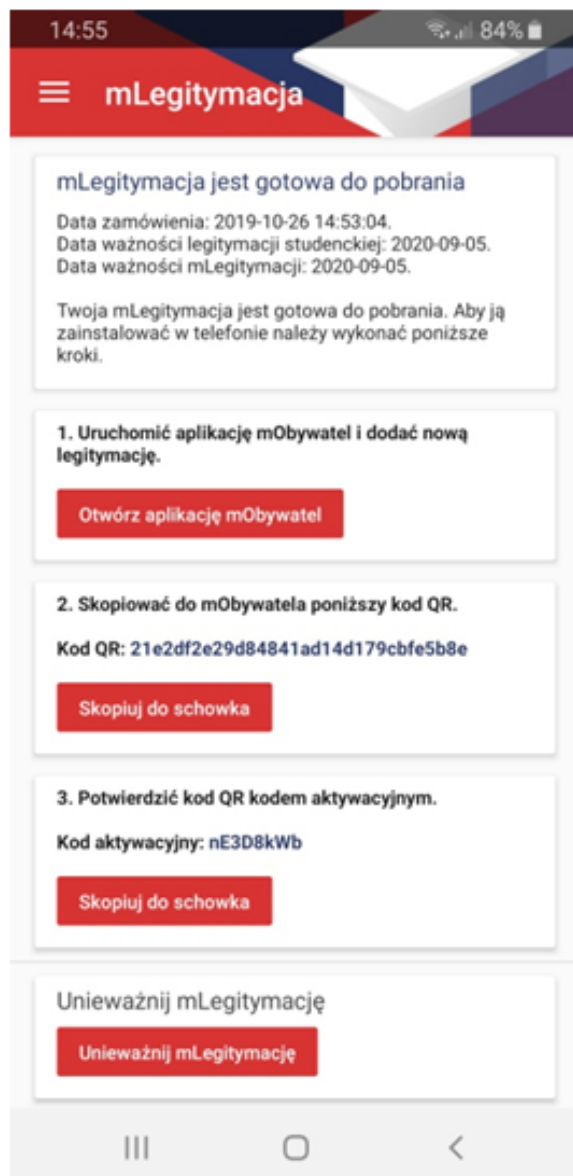 14:55
84%
mLegitymacja
mLegitymacja jest gotowa do pobrania
Data zamówienia: 2019-10-26 14:53:04.
Data ważności legitymacji studenckiej: 2020-09-05.
Data ważności mLegitymacji: 2020-09-05.
Twoja mLegitymacja jest gotowa do pobrania. Aby ją
zainstalować w telefonie należy wykonać poniższe
kroki.
1. Uruchomić aplikację mObywatel i dodać nową
legitymację.
Otwórz aplikację mObywatel
2. Skopiować do mObywatela poniższy kod QR.
Kod QR: 21e2df2e29d84841ad14d179cbfe5b8e
Skopiuj do schowka
3. Potwierdzić kod QR kodem aktywacyjnym.
Kod aktywacyjny: nE3D8kWb
Skopiuj do schowka
Unieważnij mLegitymację
Unieważnij mLegitymację